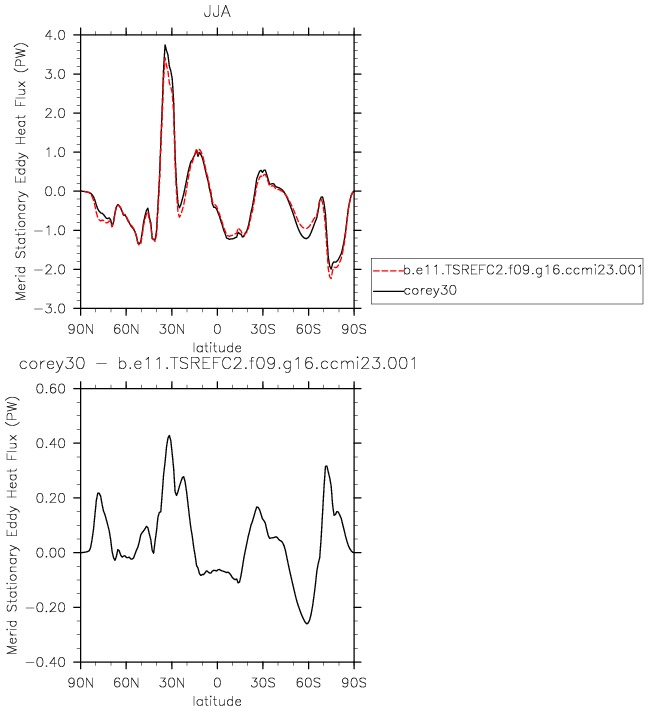 JJA
Merid Stationary Eddy Heat Flux (PW)
4.0
3.0
2.0
1.0
0.0
-1.0
-2.0
-3.0
90N 60N 30N 0 30S 60S 90S
latitude
b.e11.TSREFC2.f09.g16.ccmi23.001
corey30
corey30 - b.e11.TSREFC2.f09.g16.ccmi23.001
Merid Stationary Eddy Heat Flux (PW)
0.60
0.40
0.20
0.00
-0.20
-0.40
90N 60N 30N 0 30S 60S 90S
latitude